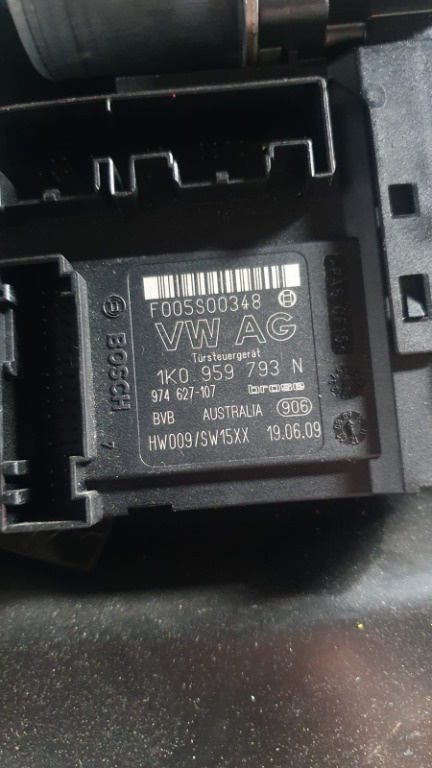 F005S00348
VW AG
Türsteuergerät
1K0 959 793 N
974 627-107 brose
BVB AUSTRALIA 906
HW009/SW15XX 19.06.09
BOSCH
7